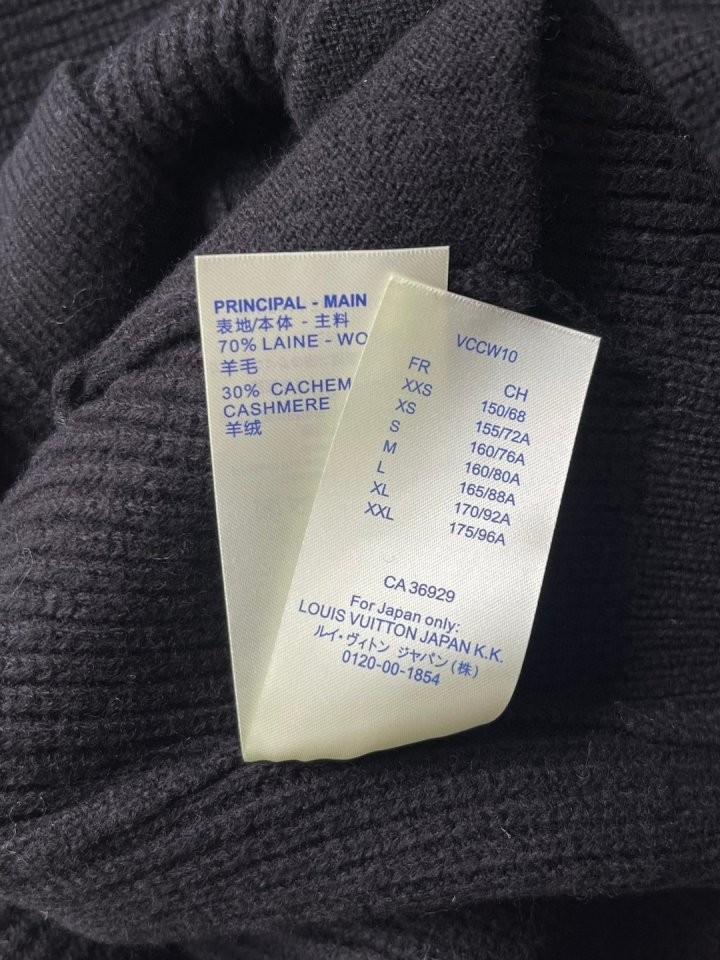 PRINCIPAL - MAIN
表地/本体 - 主料
70% LAINE - WO
羊毛
30% CACHEM
CASHMERE
羊绒
VCCW10
FR CH
XXS 150/68
XS 155/72A
S 160/76A
M 160/80A
L 165/88A
XL 170/92A
XXL 175/96A
CA 36929
For Japan only:
LOUIS VUITTON JAPAN K.K.
ルイ・ヴィトン ジャパン(株)
0120-00-1854